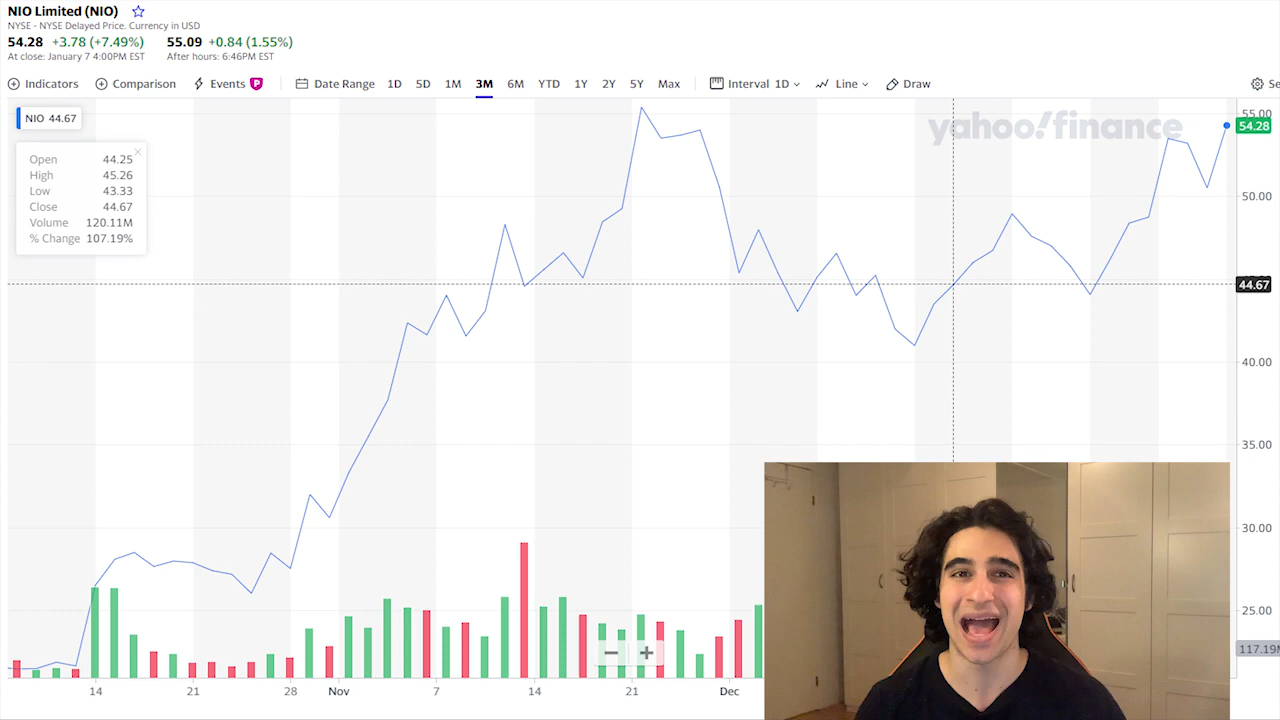 NIO Limited (NIO)
NYSE - NYSE Delayed Price. Currency in USD
54.28 +3.78 (+7.49%) 55.09 +0.84 (1.55%)
At close: January 7 4:00PM EST After hours: 6:46PM EST
Indicators Comparison Events P Date Range 1D 5D 1M 3M 6M YTD 1Y 2Y 5Y Max Interval 1D Line Draw Se
NIO 44.67
yahoo!finance
Open 44.25
High 45.26
Low 43.33
Close 44.67
Volume 120.11M
% Change 107.19%
55.00
54.28
50.00
44.67
40.00
35.00
30.00
25.00
117.19M
14 21 28 Nov 7 14 21 Dec